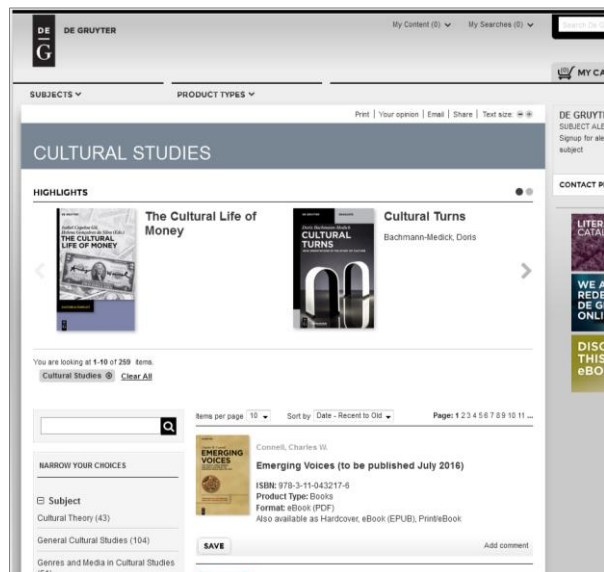 DE
G
DE GRUYTER
My Content (0)
My Searches (0)
Search De G
MY CA
SUBJECTS
PRODUCT TYPES
Print | Your opinion | Email | Share | Text size:
CULTURAL STUDIES
DE GRUYTE
SUBJECT ALE
Signup for ale
subject
CONTACT P
HIGHLIGHTS
THE CULTURAL
LIFE OF MONEY
The Cultural Life of
Money
Doris Bachmann-Medick
CULTURAL
TURNS
Cultural Turns
Bachmann-Medick, Doris
LITER
CATAL
WE A
REDE
DE G
ONLI
DISC
THIS
eBOO
You are looking at 1-10 of 259 items.
Cultural Studies
Clear All
Items per page 10
Sort by Date - Recent to Old
Page: 1 2 3 4 5 6 7 8 9 10 11 ...
NARROW YOUR CHOICES
Subject
Cultural Theory (43)
General Cultural Studies (104)
Genres and Media in Cultural Studies
EMERGING
VOICES
Connell, Charles W.
Emerging Voices (to be published July 2016)
ISBN: 978-3-11-043217-6
Product Type: Books
Format: eBook (PDF)
Also available as Hardcover, eBook (EPUB), Print/eBook
SAVE
Add comment